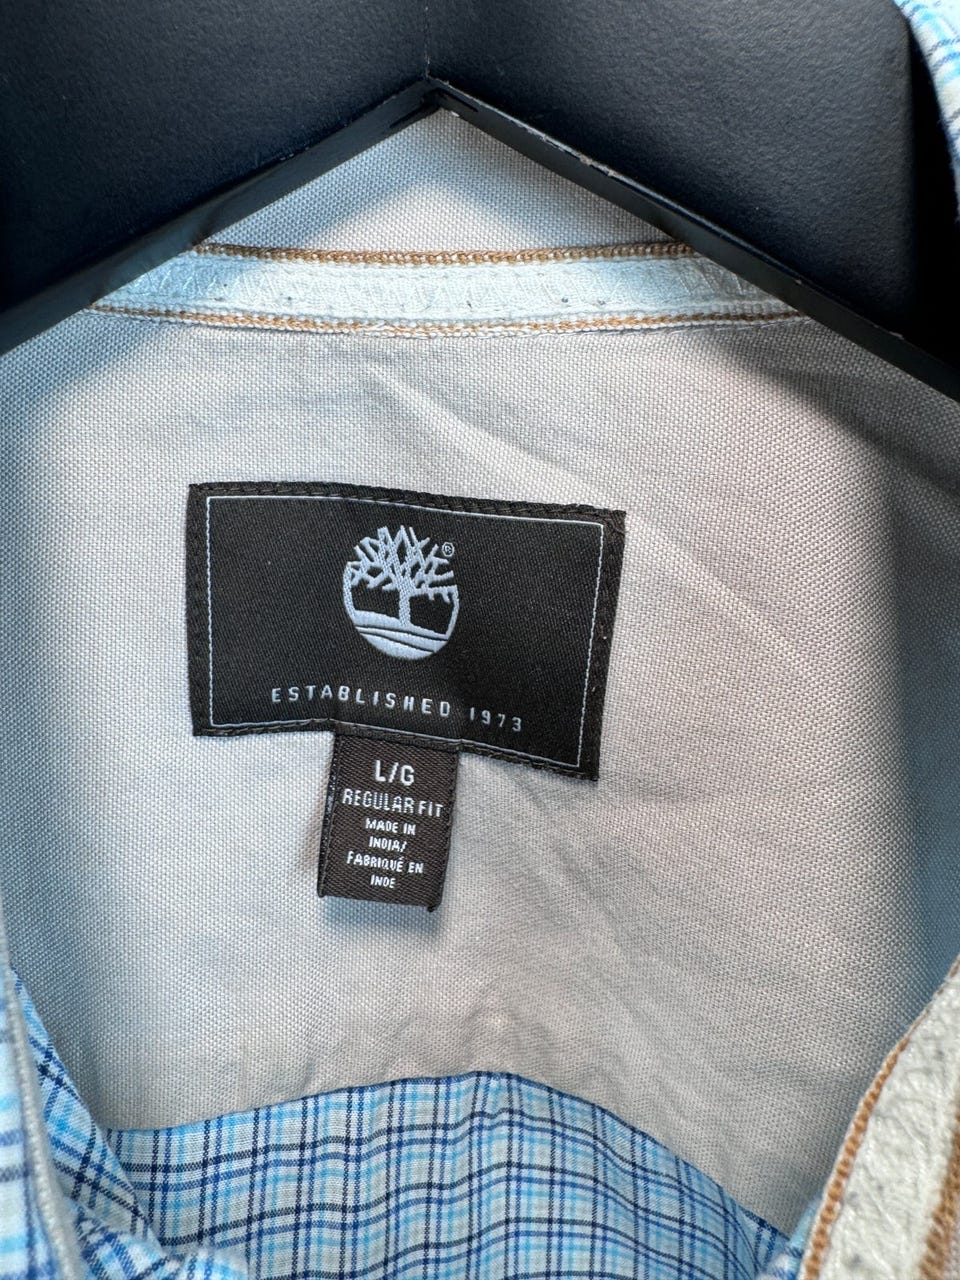 ®
ESTABLISHED 1973
L/G
REGULAR FIT
MADE IN
INDIA/
FABRIQUÉ EN
INDE